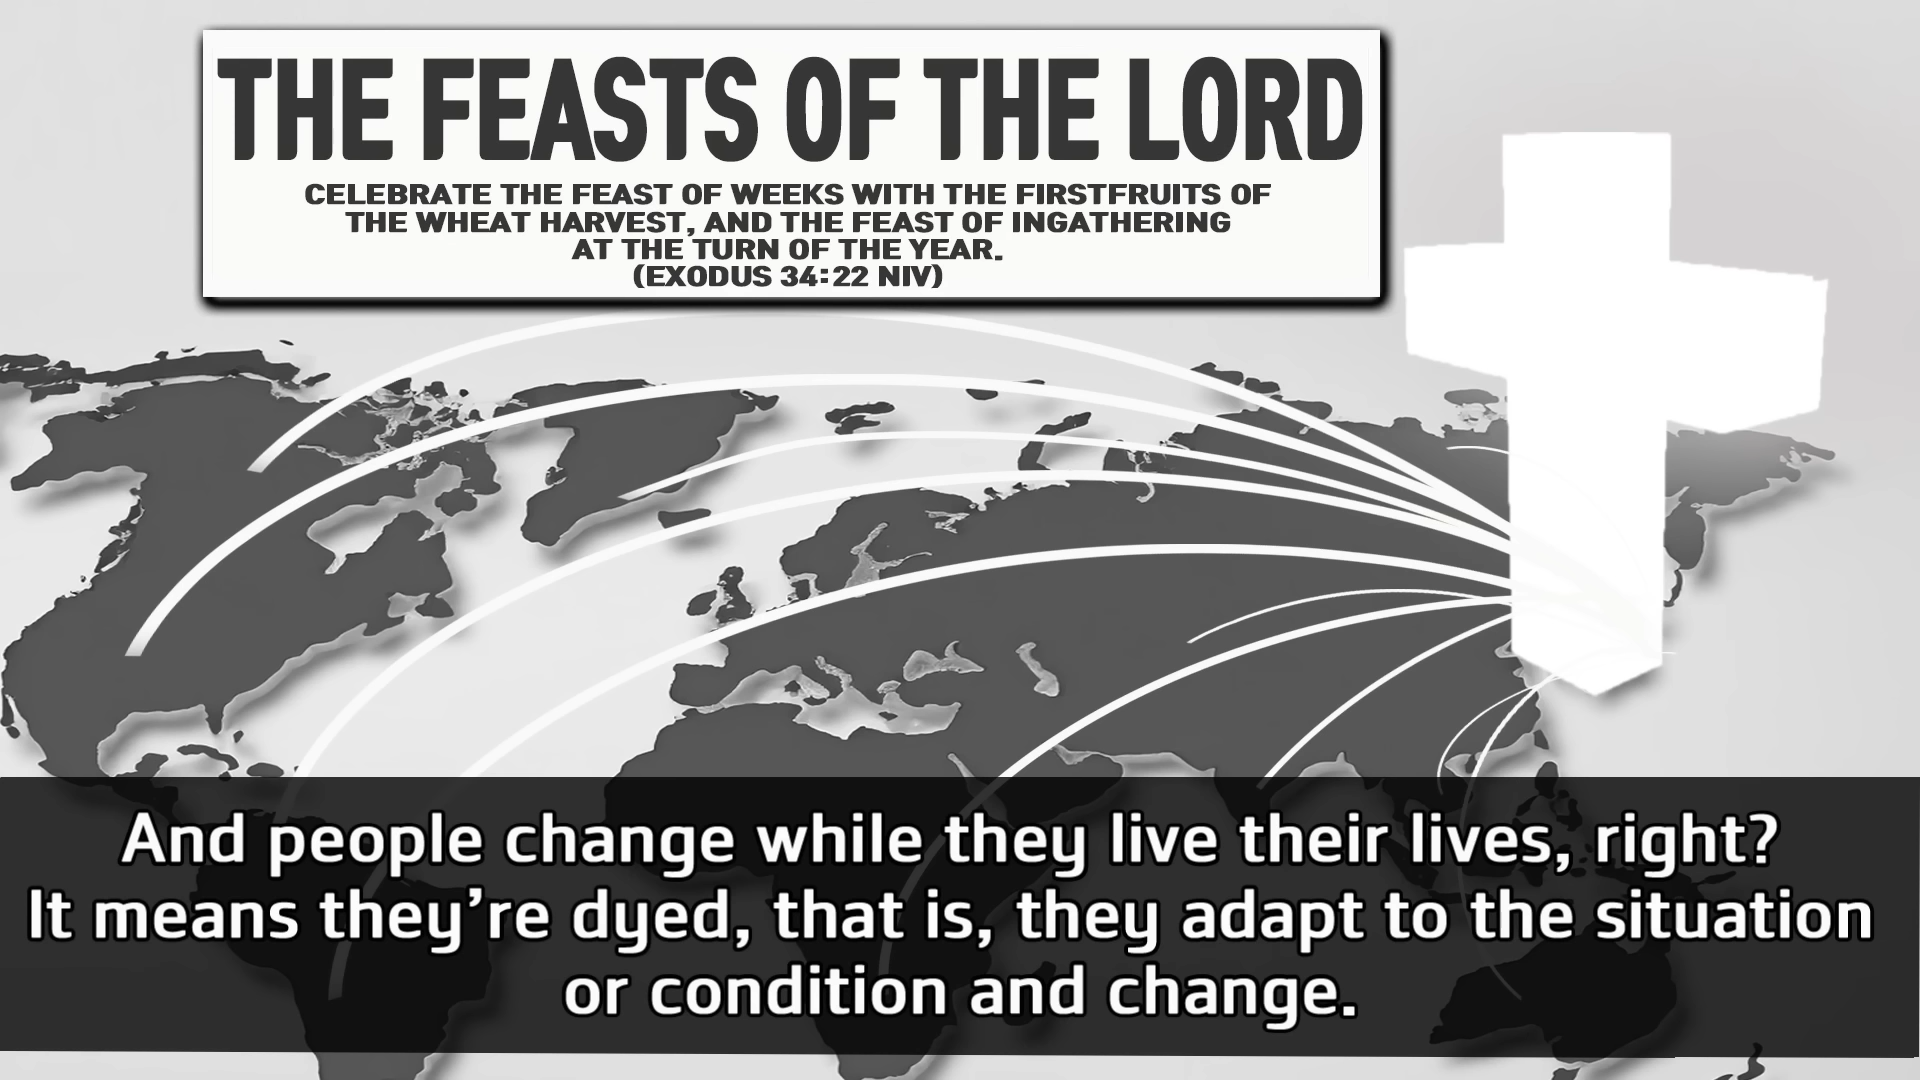 THE FEASTS OF THE LORD
CELEBRATE THE FEAST OF WEEKS WITH THE FIRSTFRUITS OF
THE WHEAT HARVEST, AND THE FEAST OF INGATHERING
AT THE TURN OF THE YEAR.
(EXODUS 34:22 NIV)
And people change while they live their lives, right?
It means they’re dyed, that is, they adapt to the situation
or condition and change.